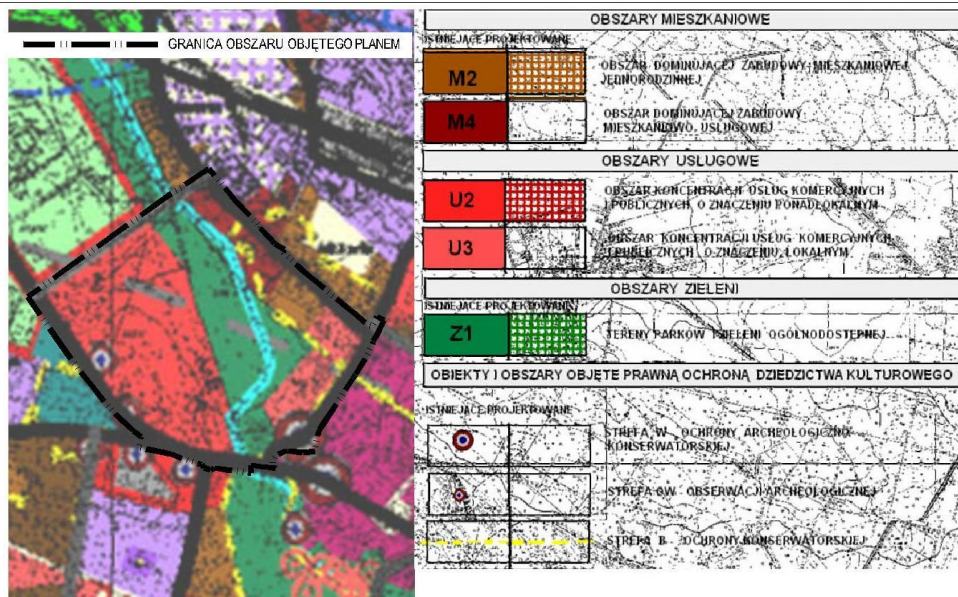 GRANICA OBSZARU OBJĘTEGO PLANEM
OBSZARY MIESZKANIOWE
ISTNIEJĄCE PROJEKTOWANE
M2
OBSZAR DOMINUJĄCEJ ZABUDOWY MIESZKANIOWEJ
JEDNORODZINNEJ
M4
OBSZAR DOMINUJĄCEJ ZABUDOWY
MIESZKANIOWO USŁUGOWEJ
OBSZARY USŁUGOWE
U2
OBSZAR KONCENTRACJI USŁUG KOMERCYJNYCH
I PUBLICZNYCH, O ZNACZENIU PONADLOKALNYM
U3
OBSZAR KONCENTRACJI USŁUG KOMERCYJNYCH
I PUBLICZNYCH, O ZNACZENIU LOKALNYM
OBSZARY ZIELENI
ISTNIEJĄCE PROJEKTOWANE
Z1
TERENY PARKÓW I ZIELENI OGÓLNODOSTĘPNEJ
OBIEKTY I OBSZARY OBJĘTE PRAWNĄ OCHRONĄ DZIEDZICTWA KULTUROWEGO
ISTNIEJĄCE PROJEKTOWANE
STREFA W OCHRONY ARCHEOLOGICZNO
KONSERWATORSKIEJ
STREFA OW OBSERWACJI ARCHEOLOGICZNEJ
STREFA B OCHRONY KONSERWATORSKIEJ